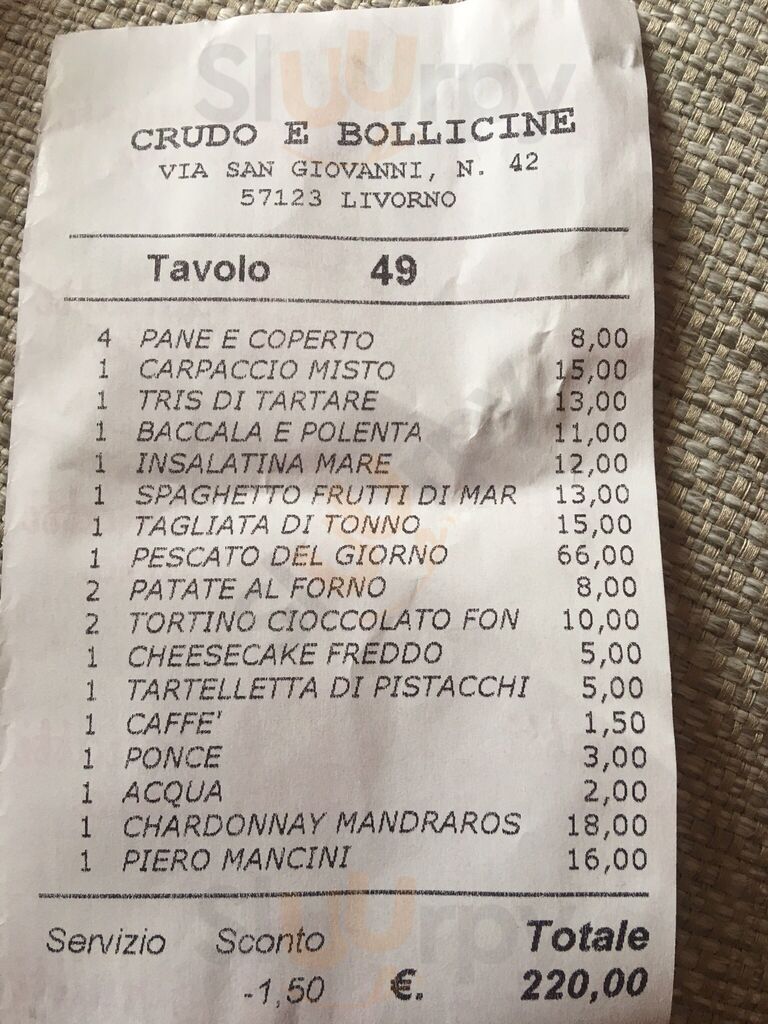 Sluurpy
CRUDO E BOLLICINE
VIA SAN GIOVANNI, N. 42
57123 LIVORNO
Tavolo 49
4 PANE E COPERTO 8,00
1 CARPACCIO MISTO 15,00
1 TRIS DI TARTARE 13,00
1 BACCALA E POLENTA 11,00
1 INSALATINA MARE 12,00
1 SPAGHETTO FRUTTI DI MAR 13,00
1 TAGLIATA DI TONNO 15,00
1 PESCATO DEL GIORNO 66,00
2 PATATE AL FORNO 8,00
2 TORTINO CIOCCOLATO FON 10,00
1 CHEESECAKE FREDDO 5,00
1 TARTELLETTA DI PISTACCHI 5,00
1 CAFFE' 1,50
1 PONCE 3,00
1 ACQUA 2,00
1 CHARDONNAY MANDRAROS 18,00
1 PIERO MANCINI 16,00
Servizio Sconto Totale
-1,50 €. 220,00
Sluurpy